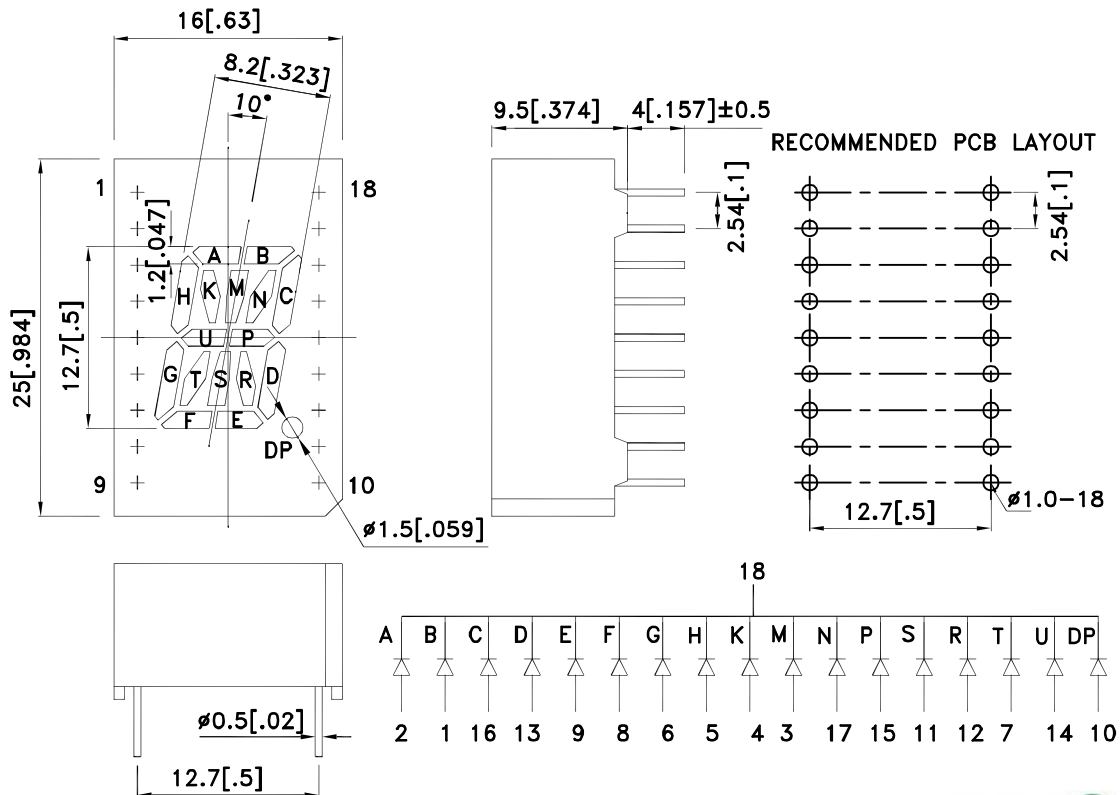 16[.63]
8.2[.323]
10°
9.5[.374]
4[.157]±0.5
RECOMMENDED PCB LAYOUT
1
18
2.54[.1]
2.54[.1]
1.2[.047]
A B
H K M N C
U P
G T S R D
F E
DP
25[.984]
12.7[.5]
9
10
ø1.5[.059]
ø1.0-18
12.7[.5]
18
A B C D E F G H K M N P S R T U DP
2 1 16 13 9 8 6 5 4 3 17 15 11 12 7 14 10
ø0.5[.02]
12.7[.5]